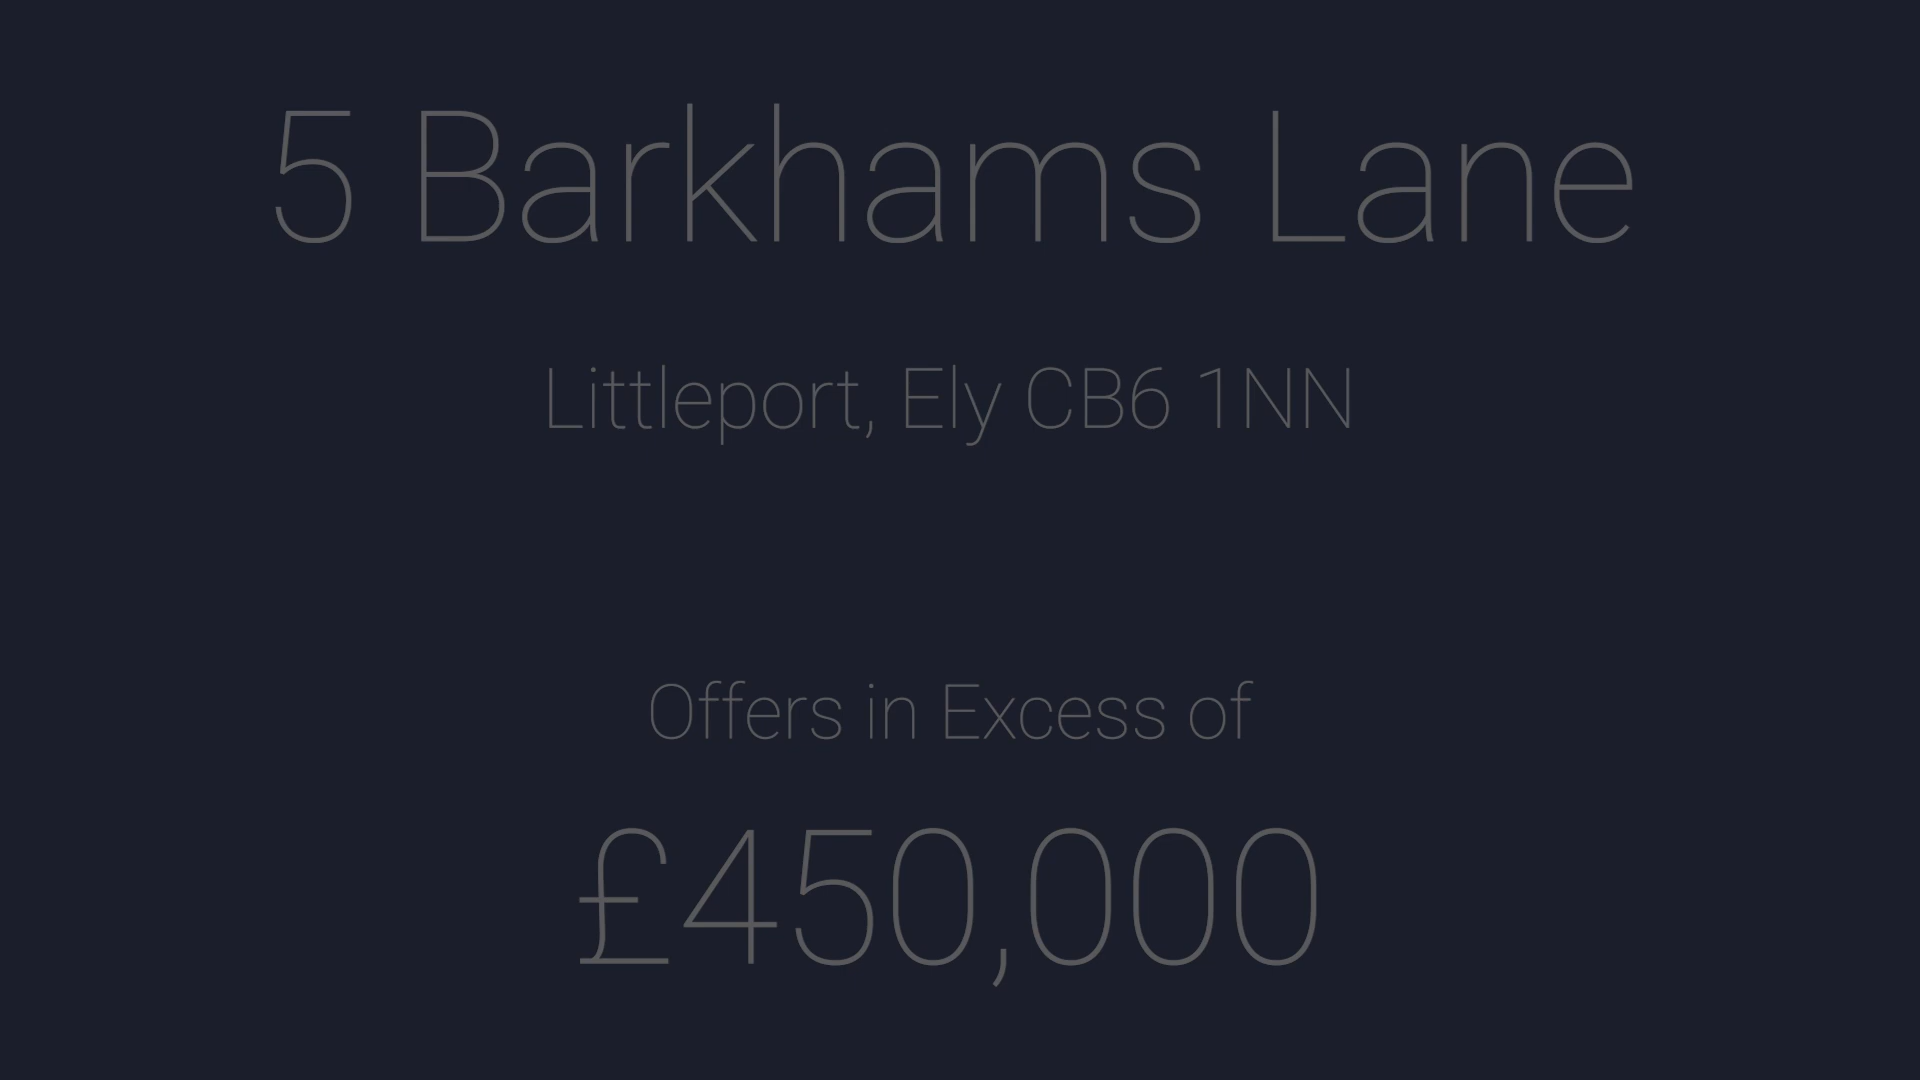 5 Barkhams Lane
Littleport, Ely CB6 1NN
Offers in Excess of
£450,000